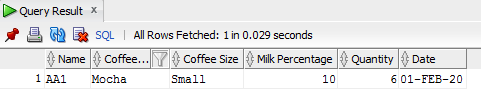 Query Result x
SQL | All Rows Fetched: 1 in 0.029 seconds
Name Coffee... Coffee Size Milk Percentage Quantity Date
1 AA1 Mocha Small 10 6 01-FEB-20